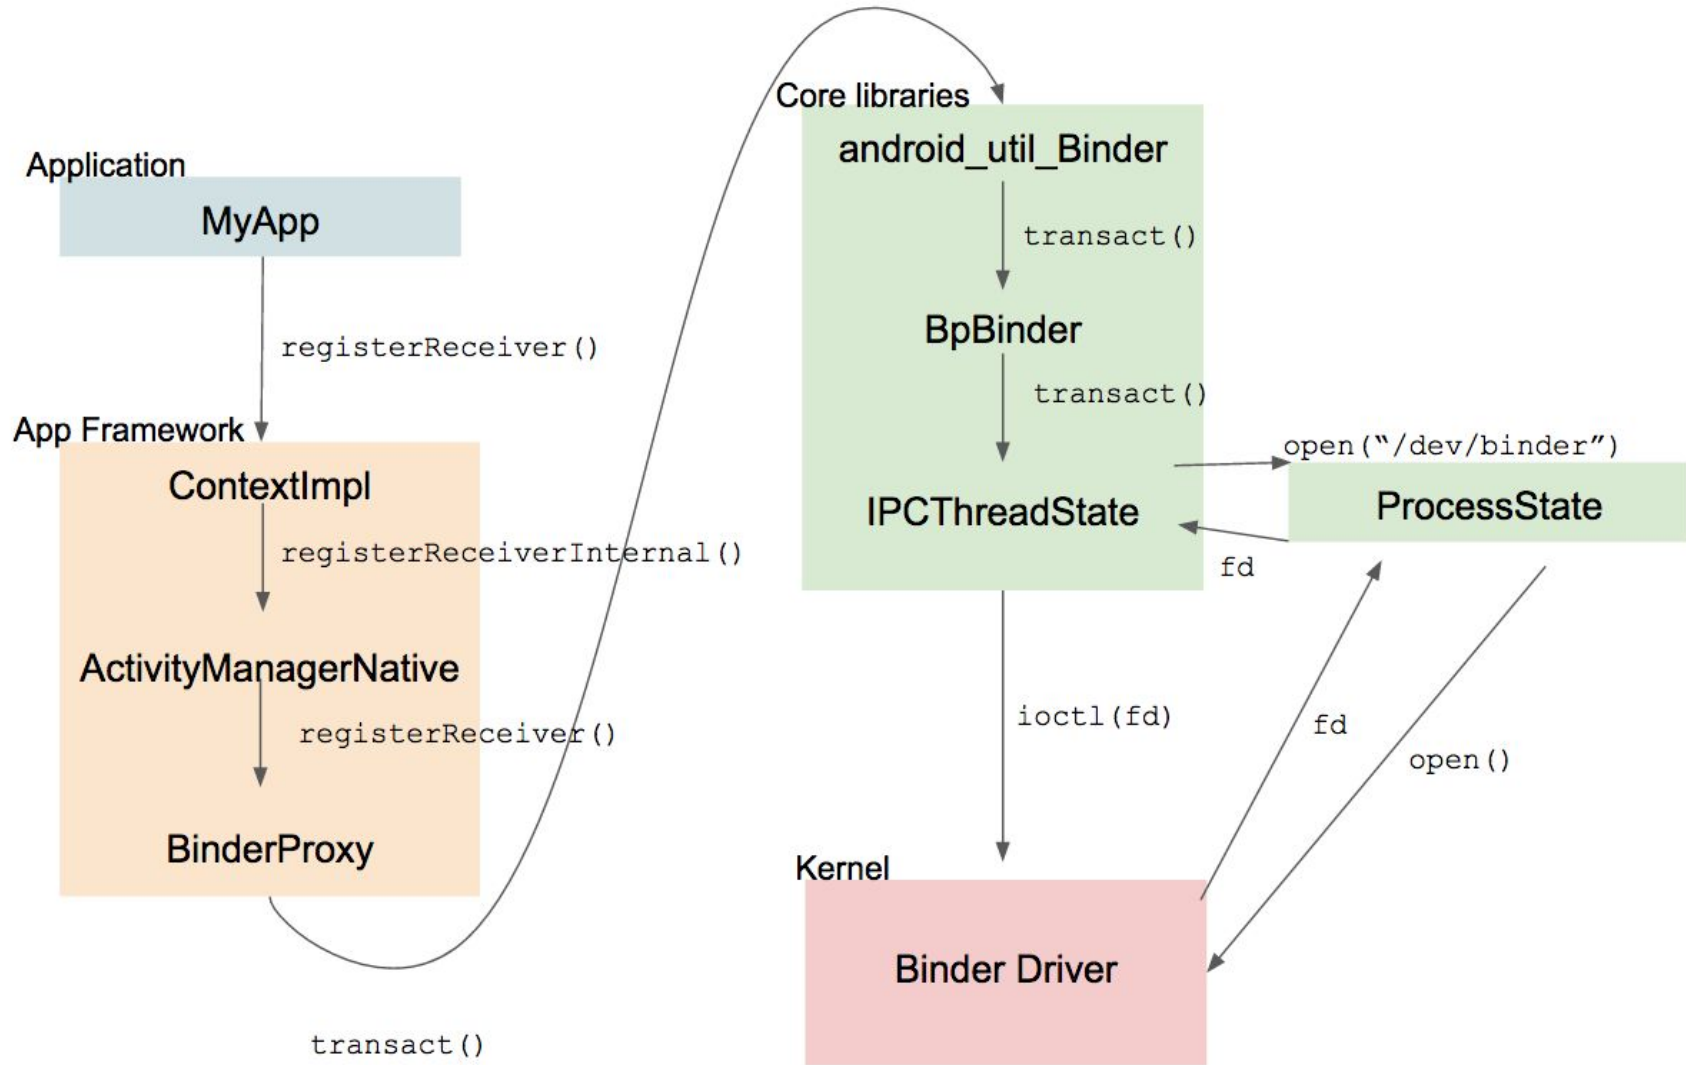 Application
MyApp
registerReceiver()
App Framework
ContextImpl
registerReceiverInternal()
ActivityManagerNative
registerReceiver()
BinderProxy
transact()
Core libraries
android_util_Binder
transact()
BpBinder
transact()
IPCThreadState
open(“/dev/binder”)
ProcessState
fd
ioctl(fd)
fd
open()
Kernel
Binder Driver